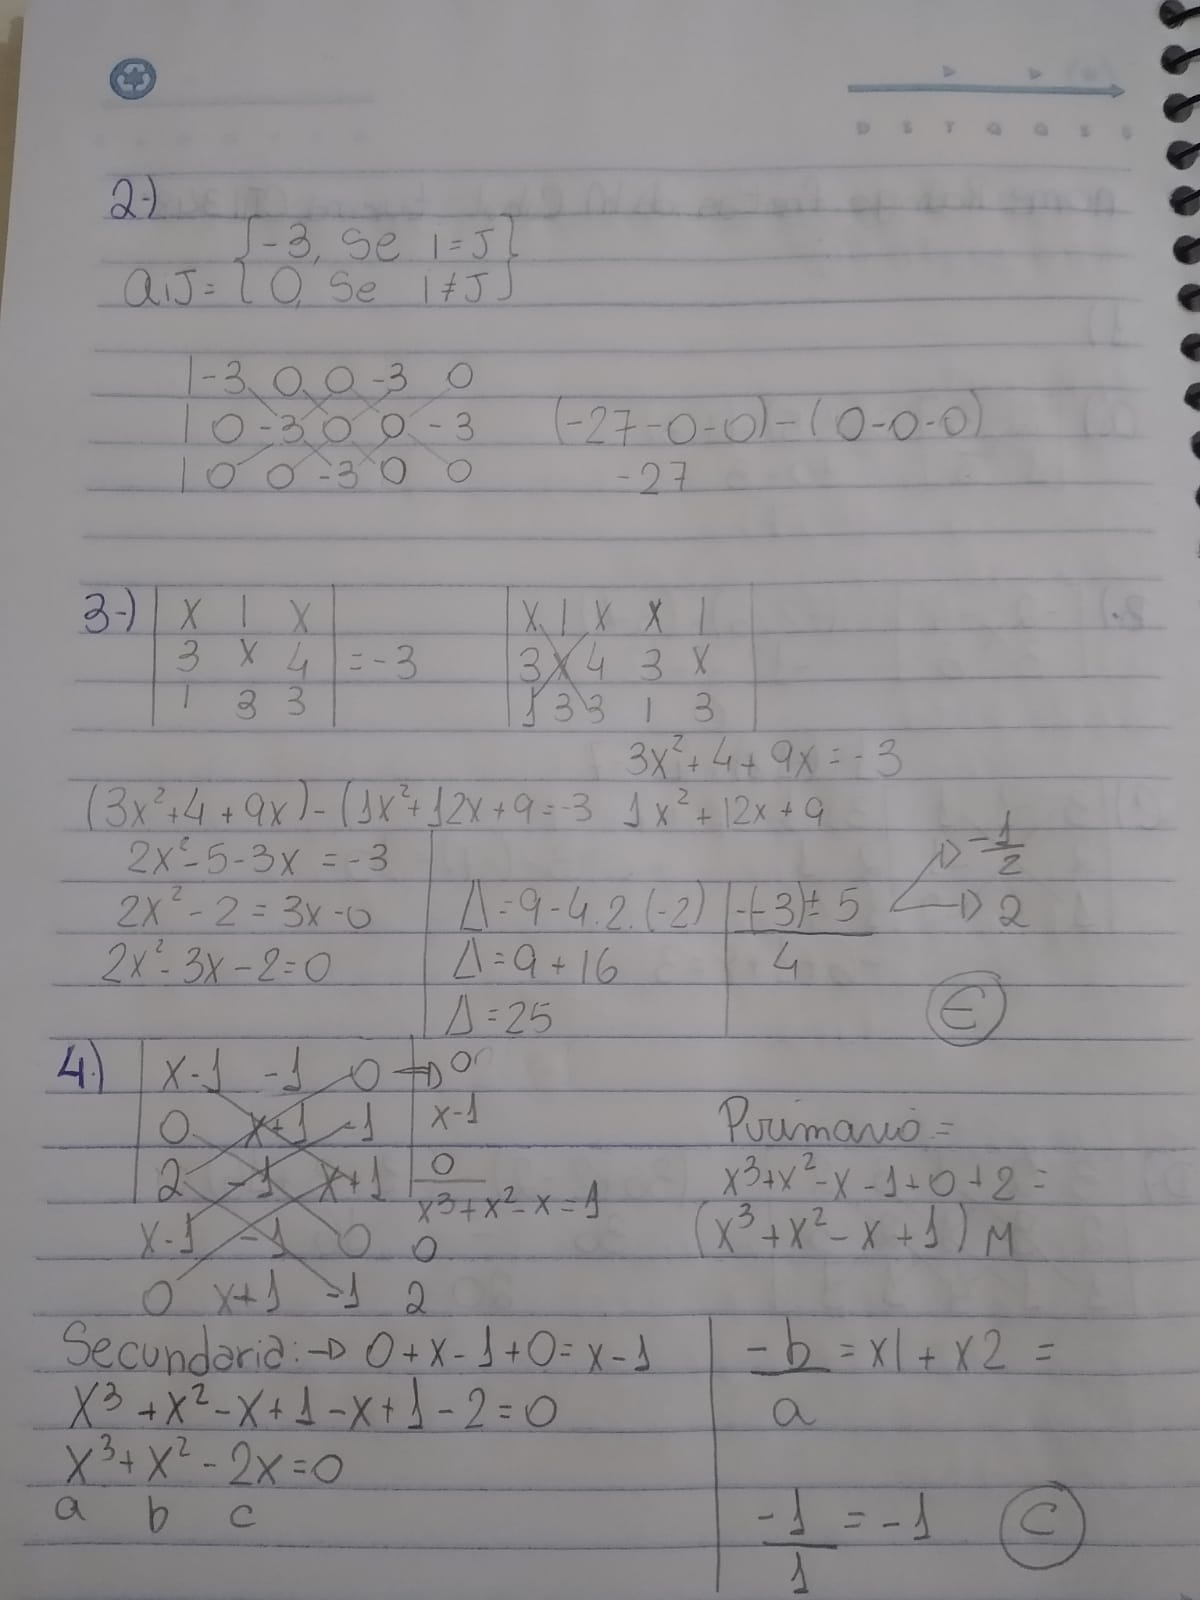 D S T Q Q S S
2-)
aiJ = { -3, Se i = J }
{ 0, Se i ≠ J }
|-3 0 0 -3 0
| 0 -3 0 0 -3 (-27-0-0)-(0-0-0)
| 0 0 -3 0 0 -27
3-) | X 1 X | | X 1 X X 1 |
| 3 X 4 | = -3 | 3 X 4 3 X |
| 1 3 3 | | 1 3 3 1 3 |
3x²+4+9x=-3
(3x²+4+9x)-(1x²+12x+9=-3 1x²+12x+9
2x²-5-3x=-3 -1/2
2x²-2=3x-0 Δ=9-4.2.(-2) -(-3)±5 2
2x²-3x-2=0 Δ=9+16 4
Δ=25 E
4.) | x-1 -1 0 → 0
0 x+1 -1 x-1 Primario=
2 -1 x+1 0 x³+x²-x-1+0+2=
x³+x²-x=1
x-1 -1 0 0 (x³+x²-x+1) M
0 x+1 -1 2
Secundaria:→ 0+x-1+0=x-1 -b = x1+x2 =
x³+x²-x+1-x+1-2=0 a
x³+x²-2x=0
a b c -1/1 = -1 C